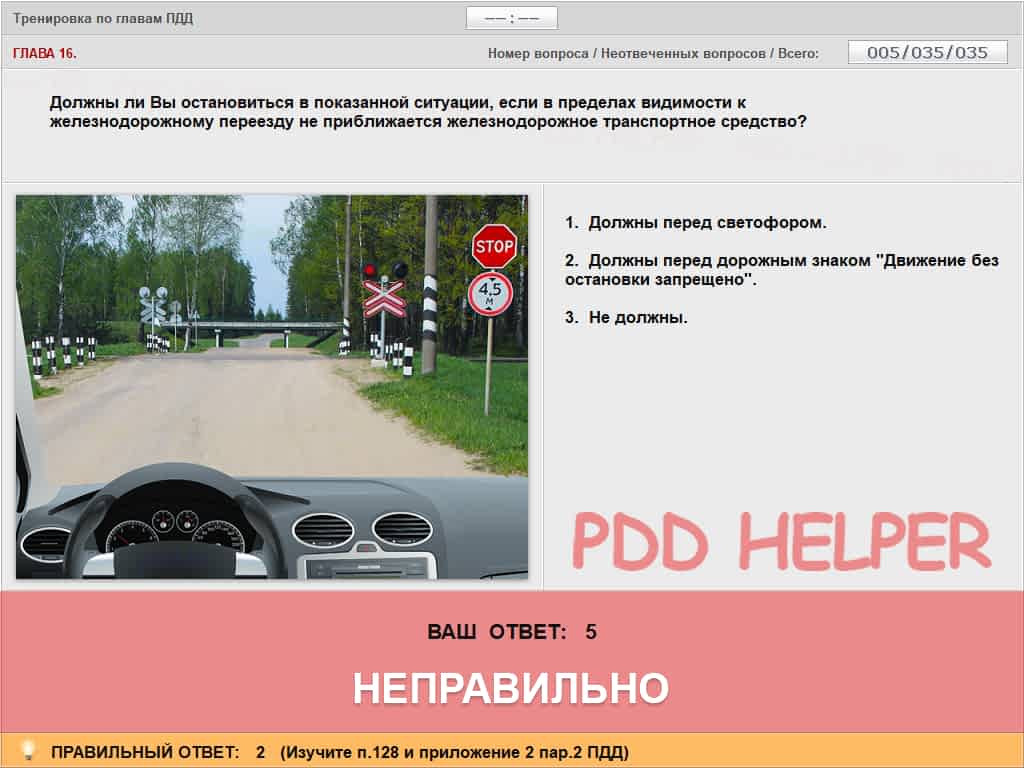 Тренировка по главам ПДД
—— : ——
ГЛАВА 16.
Номер вопроса / Неотвеченных вопросов / Всего:
005/035/035
Должны ли Вы остановиться в показанной ситуации, если в пределах видимости к
железнодорожному переезду не приближается железнодорожное транспортное средство?
STOP
4,5
М
1. Должны перед светофором.
2. Должны перед дорожным знаком "Движение без
остановки запрещено".
3. Не должны.
PDD HELPER
ВАШ ОТВЕТ: 5
НЕПРАВИЛЬНО
ПРАВИЛЬНЫЙ ОТВЕТ: 2 (Изучите п.128 и приложение 2 пар.2 ПДД)